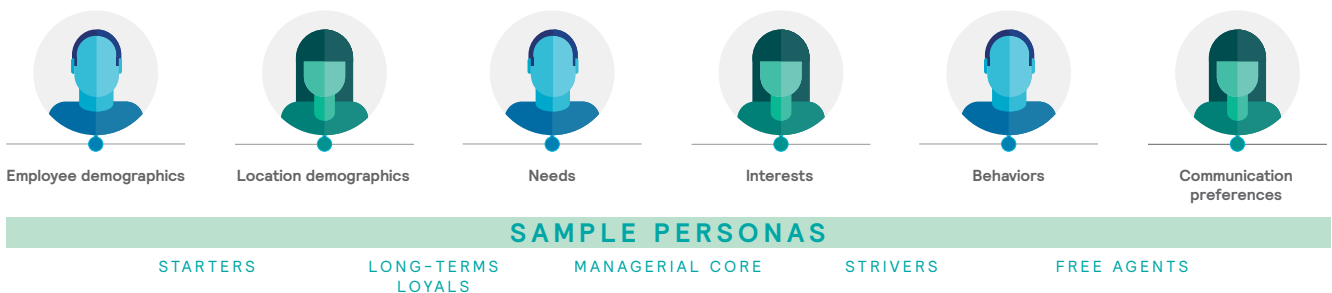 Employee demographics
Location demographics
Needs
Interests
Behaviors
Communication
preferences
SAMPLE PERSONAS
STARTERS
LONG-TERMS
LOYALS
MANAGERIAL CORE
STRIVERS
FREE AGENTS